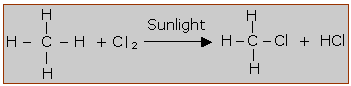 H H
Sunlight
H – C – H + Cl₂ ⟶ H – C – Cl + HCl
H H